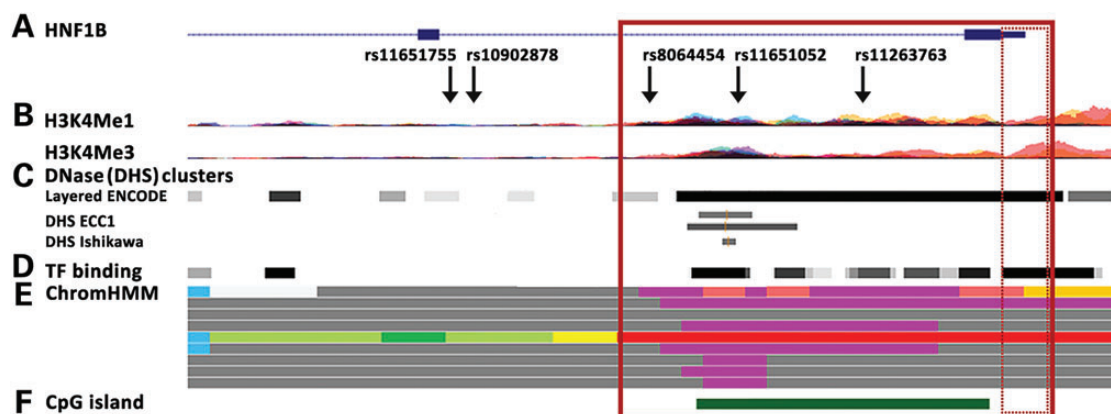 A HNF1B
rs11651755 rs10902878 rs8064454 rs11651052 rs11263763
B H3K4Me1
H3K4Me3
C DNase (DHS) clusters
Layered ENCODE
DHS ECC1
DHS Ishikawa
D TF binding
E ChromHMM
F CpG island